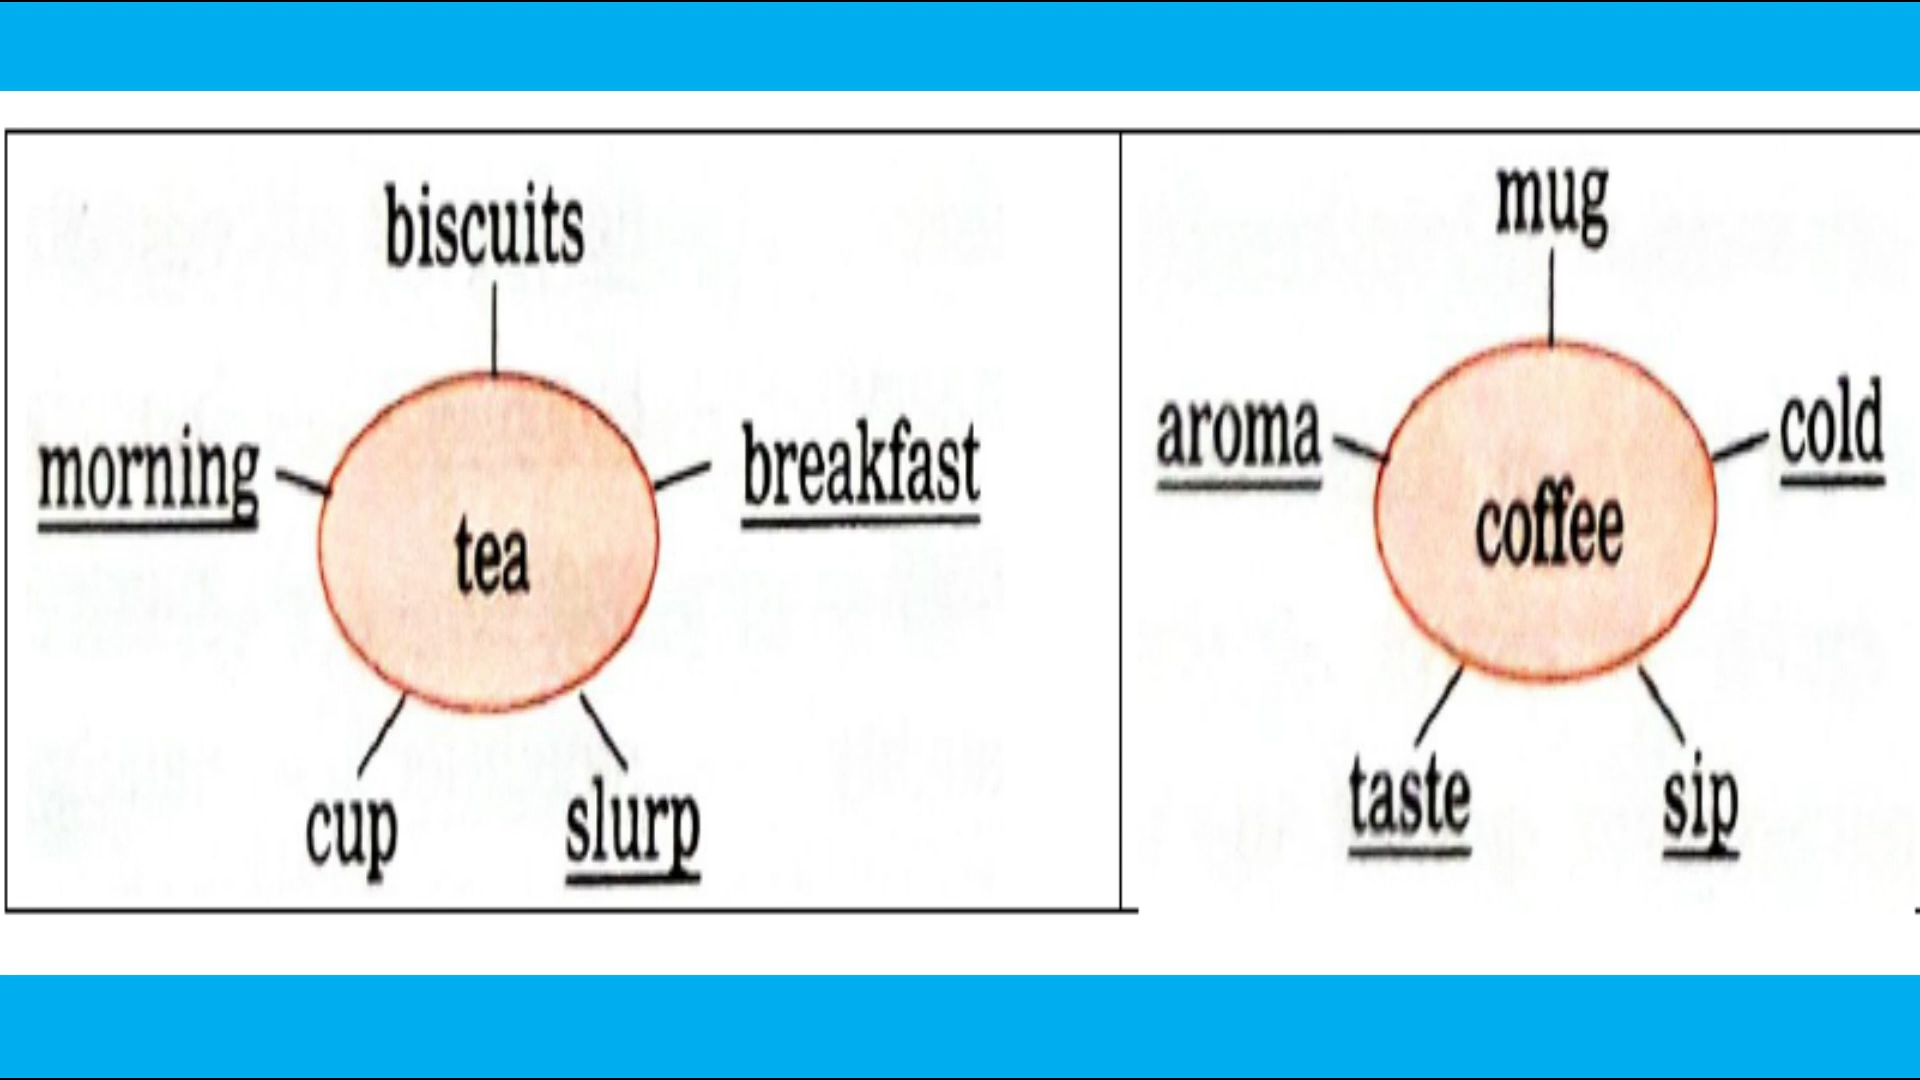 biscuits
morning
breakfast
tea
cup
slurp
mug
aroma
cold
coffee
taste
sip